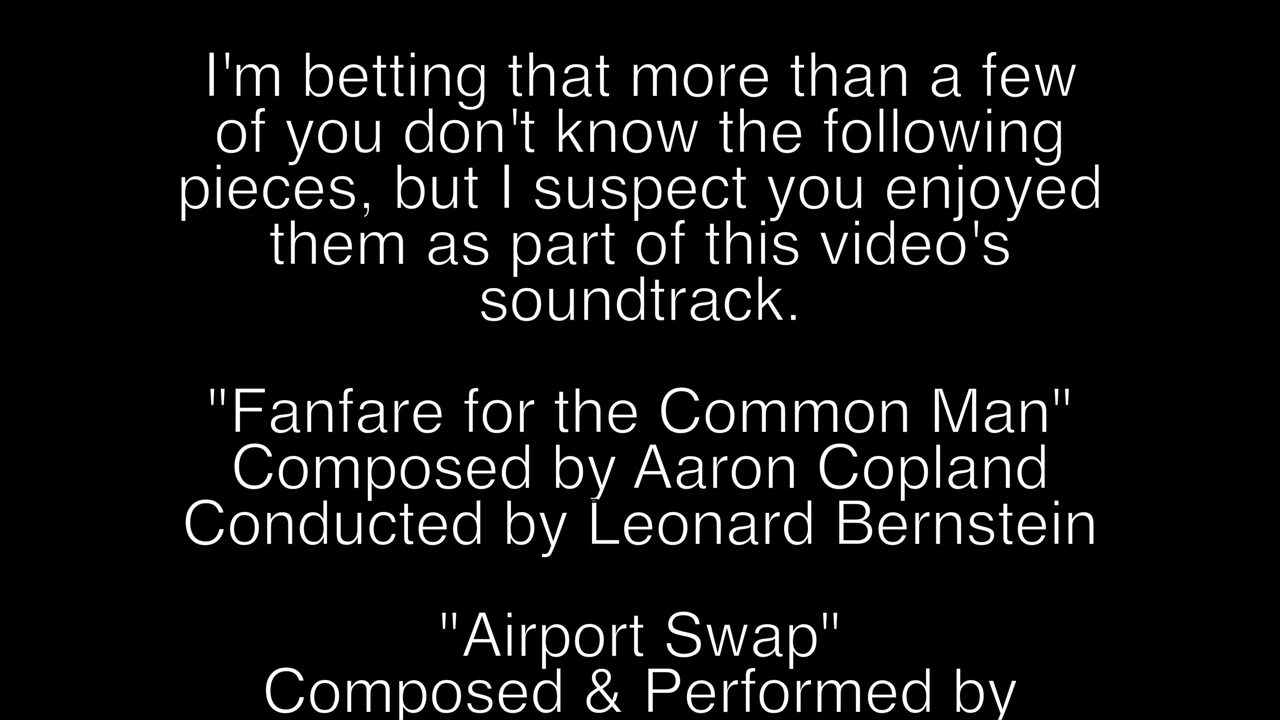 I'm betting that more than a few
of you don't know the following
pieces, but I suspect you enjoyed
them as part of this video's
soundtrack.
"Fanfare for the Common Man"
Composed by Aaron Copland
Conducted by Leonard Bernstein
"Airport Swap"
Composed & Performed by